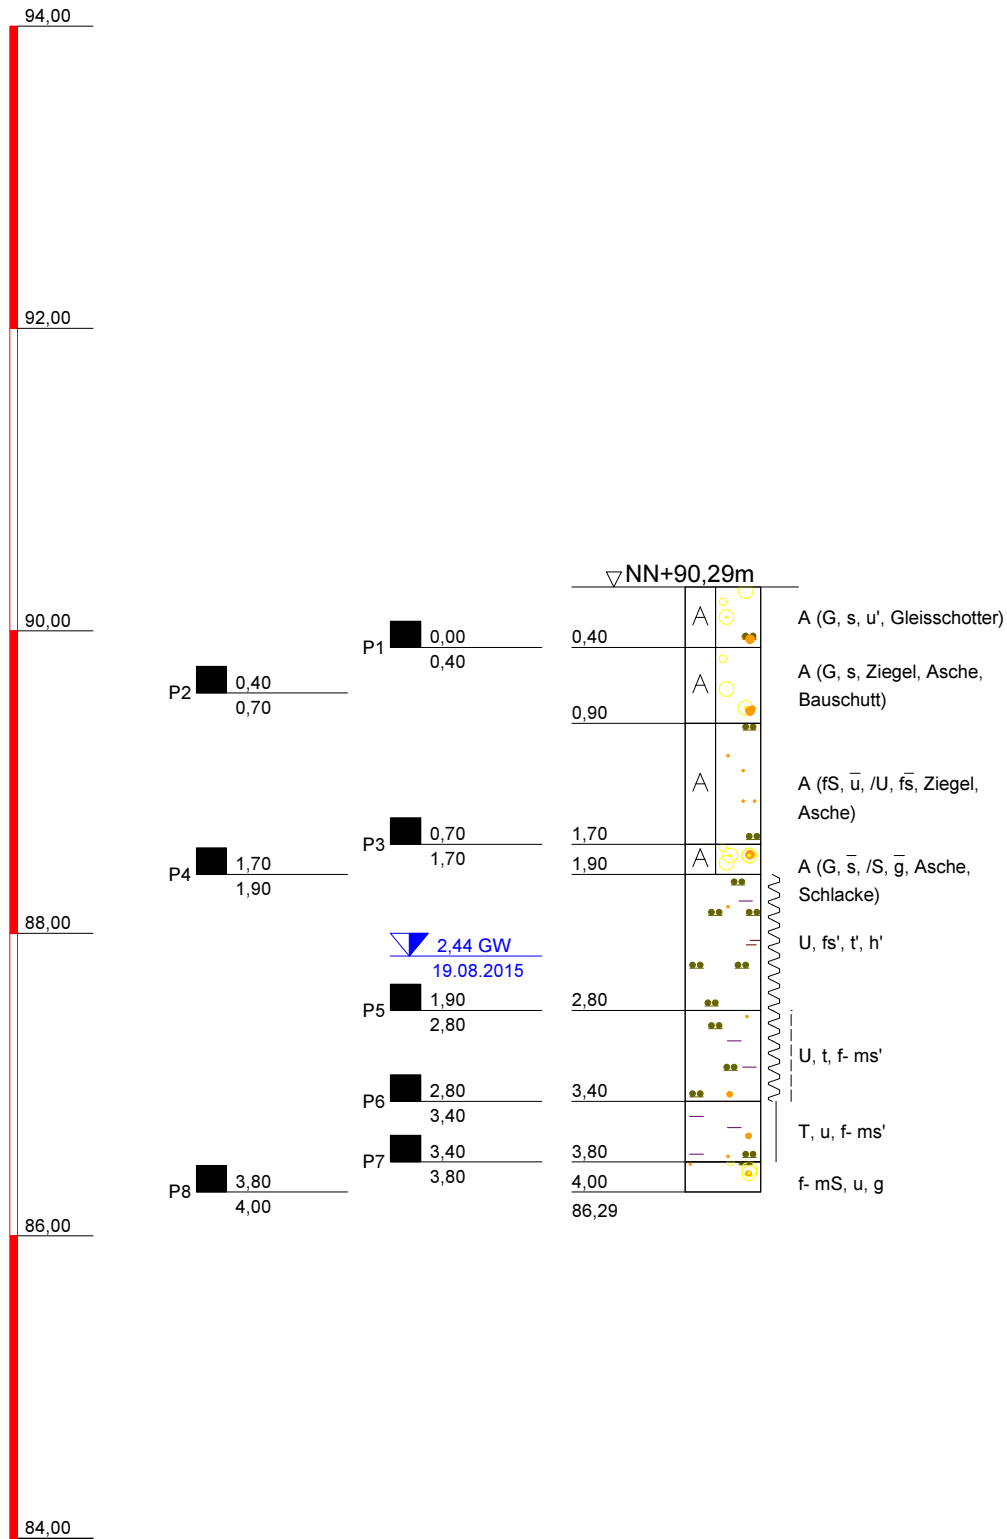 94,00
92,00
NN+90,29m
90,00
P1 0,00
0,40
0,40
A
A (G, s, u', Gleisschotter)
P2 0,40
0,70
0,90
A
A (G, s, Ziegel, Asche,
Bauschutt)
P3 0,70
1,70
1,70
A
A (fS, u̅, /U, fs̅, Ziegel,
Asche)
P4 1,70
1,90
1,90
A
A (G, s̅, /S, g̅, Asche,
Schlacke)
88,00
2,44 GW
19.08.2015
U, fs', t', h'
P5 1,90
2,80
2,80
U, t, f- ms'
P6 2,80
3,40
3,40
T, u, f- ms'
P7 3,40
3,80
3,80
P8 3,80
4,00
4,00
f- mS, u, g
86,29
86,00
84,00